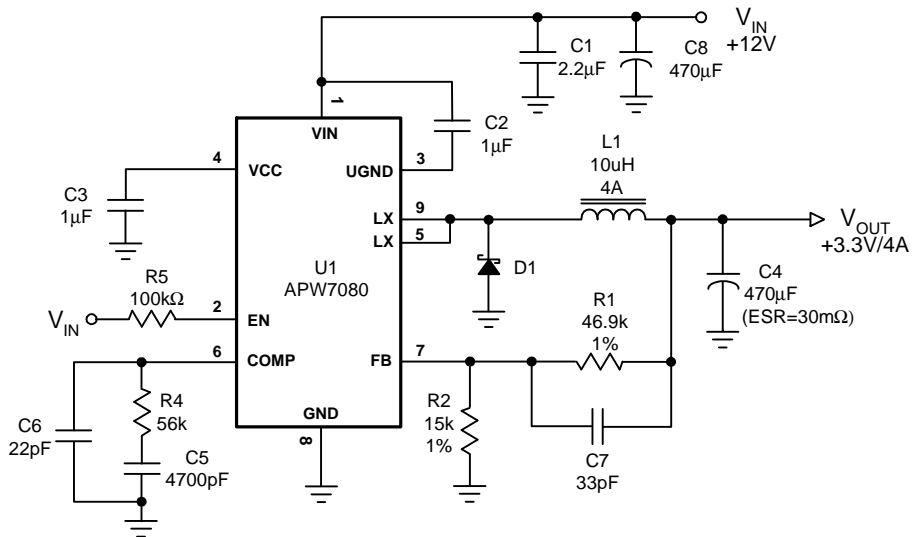 V_IN
+12V
C1
2.2μF
C8
470μF
1
VIN
C2
1μF
4
VCC
UGND
3
L1
10uH
4A
C3
1μF
LX
9
LX
5
V_OUT
+3.3V/4A
U1
APW7080
D1
C4
470μF
(ESR=30mΩ)
R5
100kΩ
V_IN
2
EN
R1
46.9k
1%
6
COMP
FB
7
R4
56k
R2
15k
1%
C6
22pF
GND
8
C5
4700pF
C7
33pF